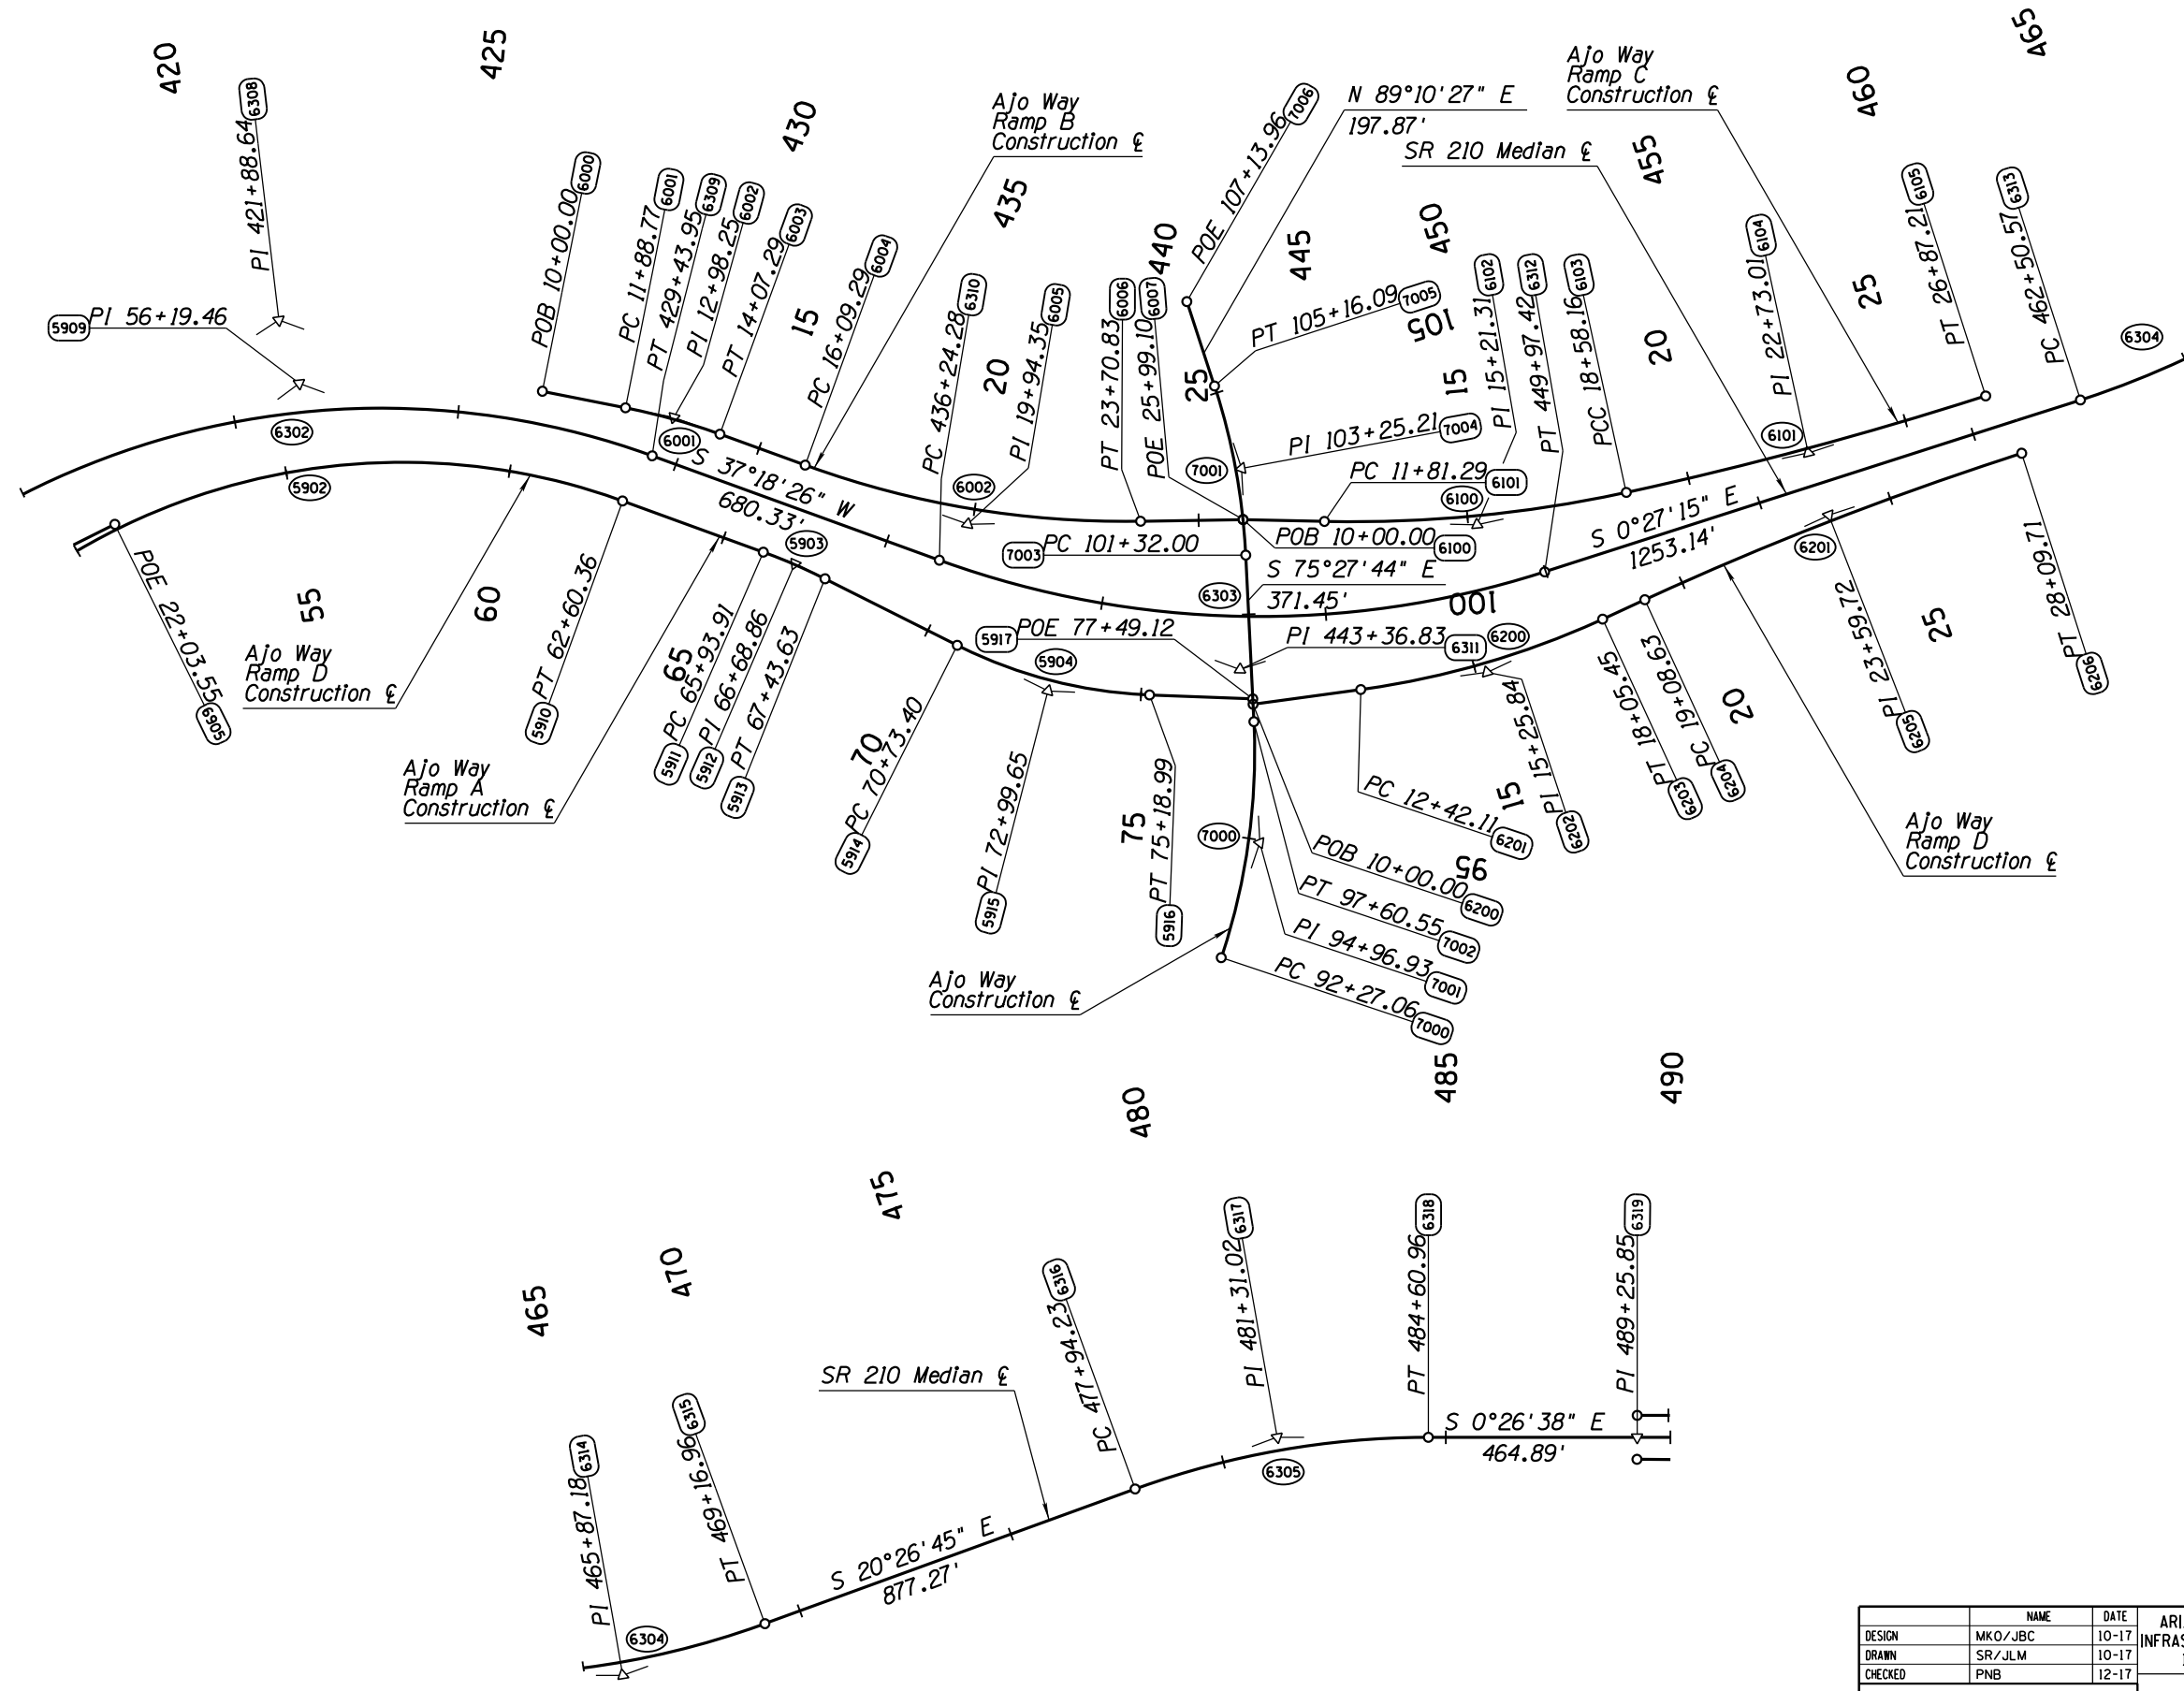 420
425
430
435
440
445
450
455
460
465
PI 421+88.64 6308
5909 PI 56+19.46
POB 10+00.00 6000
PC 11+88.77 6001
PT 429+43.95 6309
PI 12+98.25 6002
PT 14+07.29 6003
15
PC 16+09.29 6004
Ajo Way
Ramp B
Construction ℄
PC 436+24.28 6310
20
PI 19+94.35 6005
PT 23+70.83 6006
POE 25+99.10 6007
25
POE 107+13.96 7006
N 89°10'27" E
197.87'
SR 210 Median ℄
PT 105+16.09 7005
105
PI 103+25.21 7004
PC 11+81.29 6101
15
PI 15+21.31 6102
PT 449+97.42 6312
PCC 18+58.16 6103
20
Ajo Way
Ramp C
Construction ℄
PI 22+73.01 6104
25
PT 26+87.21 6105
PC 462+50.57 6313
6304
6302
5902
6001
S 37°18'26" W
680.33'
6002
7001
6100
6101
7003 PC 101+32.00
POB 10+00.00 6100
S 75°27'44" E
371.45'
6303
100
S 0°27'15" E
1253.14'
6201
POE 22+03.55 5069
55
60
Ajo Way
Ramp D
Construction ℄
PT 62+60.36 5910
5903
65
PC 65+93.91 5911
PI 66+68.86 5912
PT 67+43.63 5913
Ajo Way
Ramp A
Construction ℄
70
PC 70+73.40 5914
5904
5917 POE 77+49.12
PI 443+36.83 6311
6200
PI 72+99.65 5915
75
PT 75+18.99 5916
7000
PC 12+42.11 6201
15
PI 15+25.84 6202
PT 18+05.45 6203
PC 19+08.63 6204
20
PI 23+59.72 6205
25
PT 28+09.71 6206
Ajo Way
Ramp D
Construction ℄
95
POB 10+00.00 6200
PT 97+60.55 7002
PI 94+96.93 7001
PC 92+27.06 7000
Ajo Way
Construction ℄
465
470
475
480
485
490
PI 465+87.18 6314
PT 469+16.96 6315
SR 210 Median ℄
PC 477+94.23 6316
PI 481+31.02 6317
PT 484+60.96 6318
PI 489+25.85 6319
S 0°26'38" E
464.89'
6305
S 20°26'45" E
877.27'
6304
NAME DATE
DESIGN MKO/JBC 10-17
DRAWN SR/JLM 10-17
CHECKED PNB 12-17
ARI
INFRAS